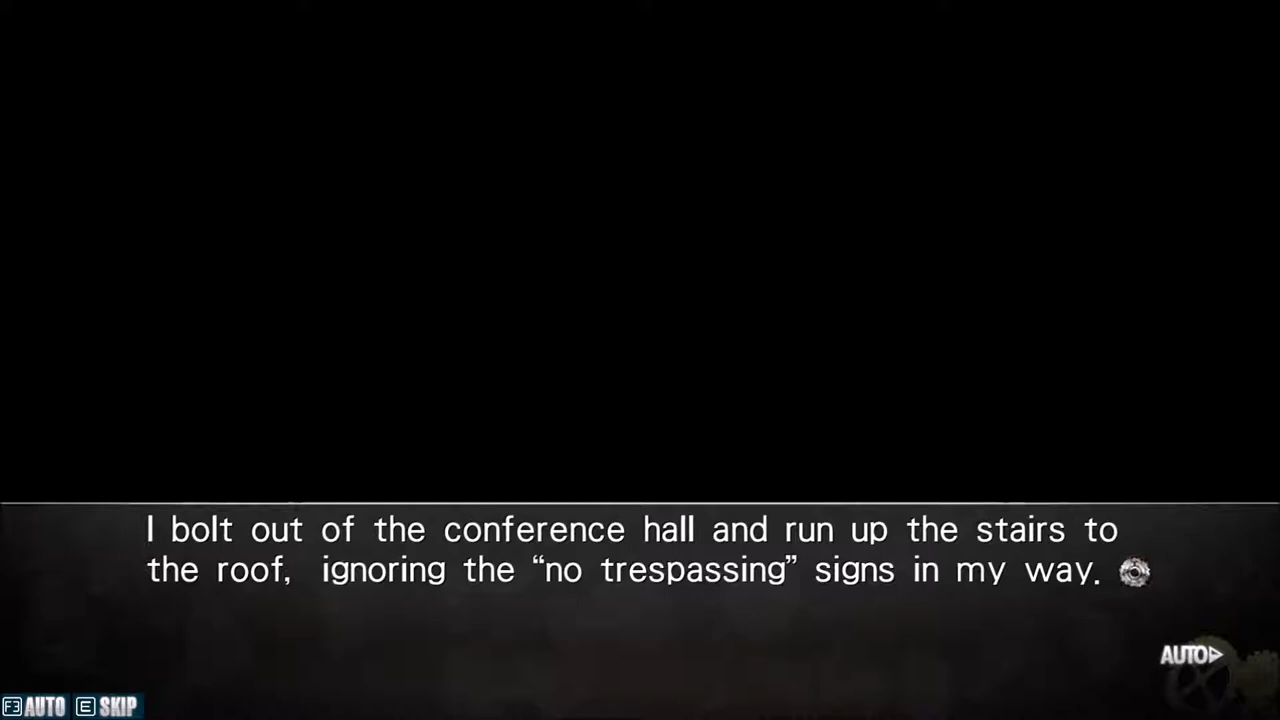 I bolt out of the conference hall and run up the stairs to
the roof, ignoring the “no trespassing” signs in my way.
AUTO
F3 AUTO E SKIP